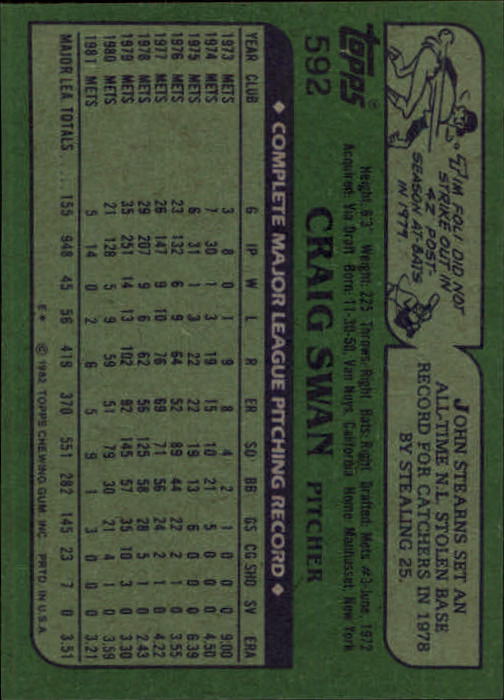 topps®
592
CRAIG SWAN PITCHER
Height: 6'3" Weight: 225 Throws: Right Bats: Right Drafted: Mets #3-June, 1972
Acquired: Via Draft Born: 11-30-50, Van Nuys, California Home: Manhasset, New York
TIM FOLI DID NOT
STRIKE OUT IN
42 POST-
SEASON AT-BATS
IN 1979.
JOHN STEARNS SET AN
ALL-TIME N.L. STOLEN BASE
RECORD FOR CATCHERS IN 1978
BY STEALING 25.
◆ COMPLETE MAJOR LEAGUE PITCHING RECORD ◆
YEAR CLUB G IP W L R ER SO BB GS CG SHO SV ERA
1973 METS 3 8 0 1 9 8 4 2 1 0 0 0 9.00
1974 METS 7 30 1 3 19 15 10 21 5 0 0 0 4.50
1975 METS 6 31 1 3 22 22 19 13 6 0 0 0 6.39
1976 METS 23 132 6 9 64 52 89 44 22 2 1 0 3.55
1977 METS 26 147 9 10 76 69 71 56 24 2 1 0 4.22
1978 METS 29 207 9 6 62 56 125 58 28 5 1 0 2.43
1979 METS 35 251 14 13 102 92 145 57 35 10 3 0 3.30
1980 METS 21 128 5 9 59 51 79 30 21 4 1 0 3.59
1981 METS 5 14 0 2 6 5 9 1 3 0 0 0 3.21
MAJOR LEA. TOTALS.... 155 948 45 56 419 370 551 282 145 23 7 0 3.51
E* © 1982 TOPPS CHEWING GUM, INC. PRTD. IN U.S.A.